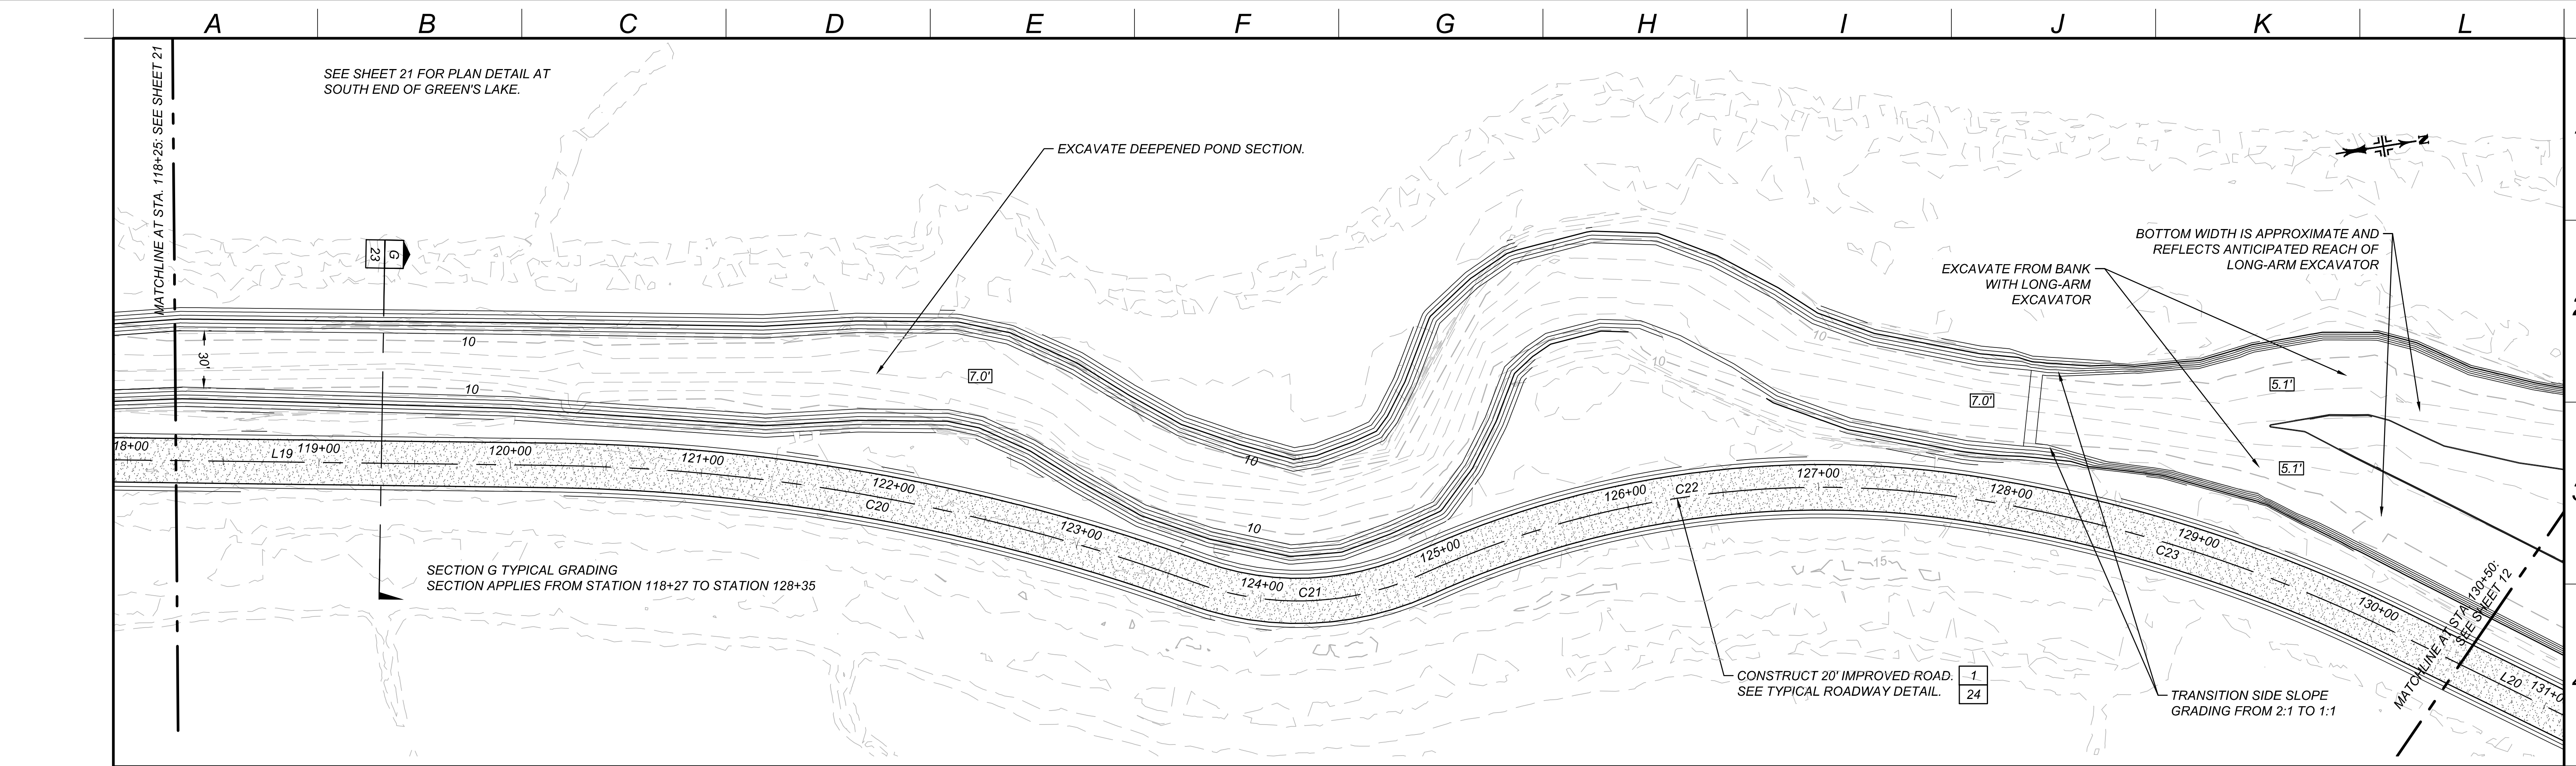 A B C D E F G H I J K L
MATCHLINE AT STA. 118+25: SEE SHEET 21
SEE SHEET 21 FOR PLAN DETAIL AT
SOUTH END OF GREEN'S LAKE.
EXCAVATE DEEPENED POND SECTION.
N
BOTTOM WIDTH IS APPROXIMATE AND
REFLECTS ANTICIPATED REACH OF
LONG-ARM EXCAVATOR
EXCAVATE FROM BANK
WITH LONG-ARM
EXCAVATOR
G
23
30'
10
10
7.0'
10
10
10
10
7.0'
5.1'
5.1'
15
18+00
L19
119+00
120+00
121+00
122+00
C20
123+00
124+00
C21
125+00
126+00
C22
127+00
128+00
129+00
C23
130+00
L20
131+0
SECTION G TYPICAL GRADING
SECTION APPLIES FROM STATION 118+27 TO STATION 128+35
CONSTRUCT 20' IMPROVED ROAD.
SEE TYPICAL ROADWAY DETAIL.
1
24
TRANSITION SIDE SLOPE
GRADING FROM 2:1 TO 1:1
MATCHLINE AT STA. 130+50:
SEE SHEET 12